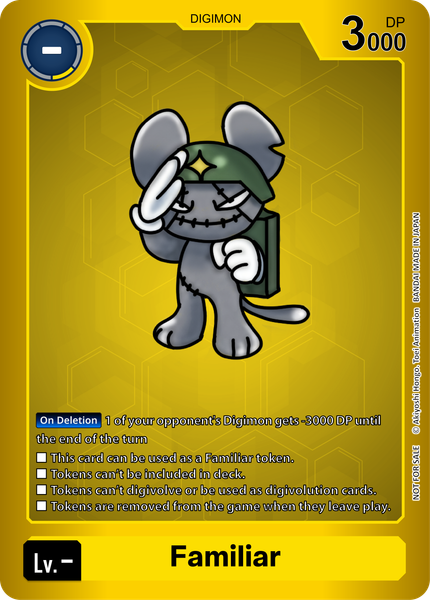 DIGIMON
-
DP
3000
On Deletion 1 of your opponent's Digimon gets -3000 DP until
the end of the turn
■ This card can be used as a Familiar token.
■ Tokens can't be included in deck.
■ Tokens can't digivolve or be used as digivolution cards.
■ Tokens are removed from the game when they leave play.
NOT FOR SALE © Akiyoshi Hongo, Toei Animation BANDAI MADE IN JAPAN
Lv.-
Familiar